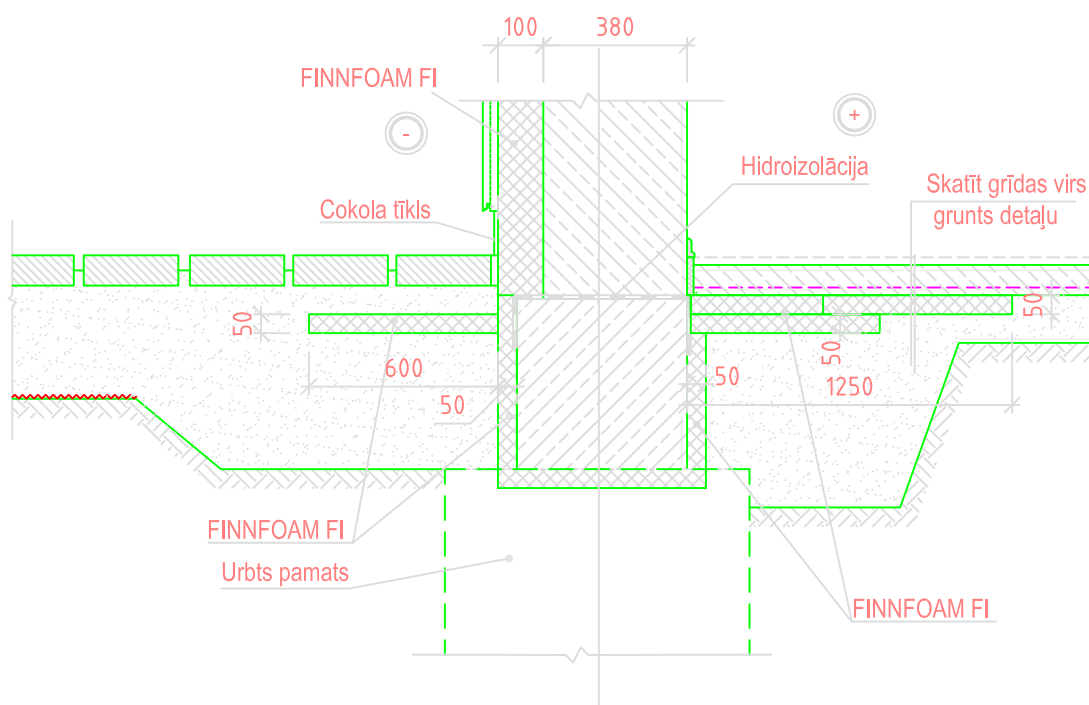 100
380
FINNFOAM FI
-
+
Hidroizolācija
Skatīt grīdas virs
grunts detaļu
Cokola tīkls
50
50
50
600
50
1250
50
FINNFOAM FI
Urbts pamats
FINNFOAM FI